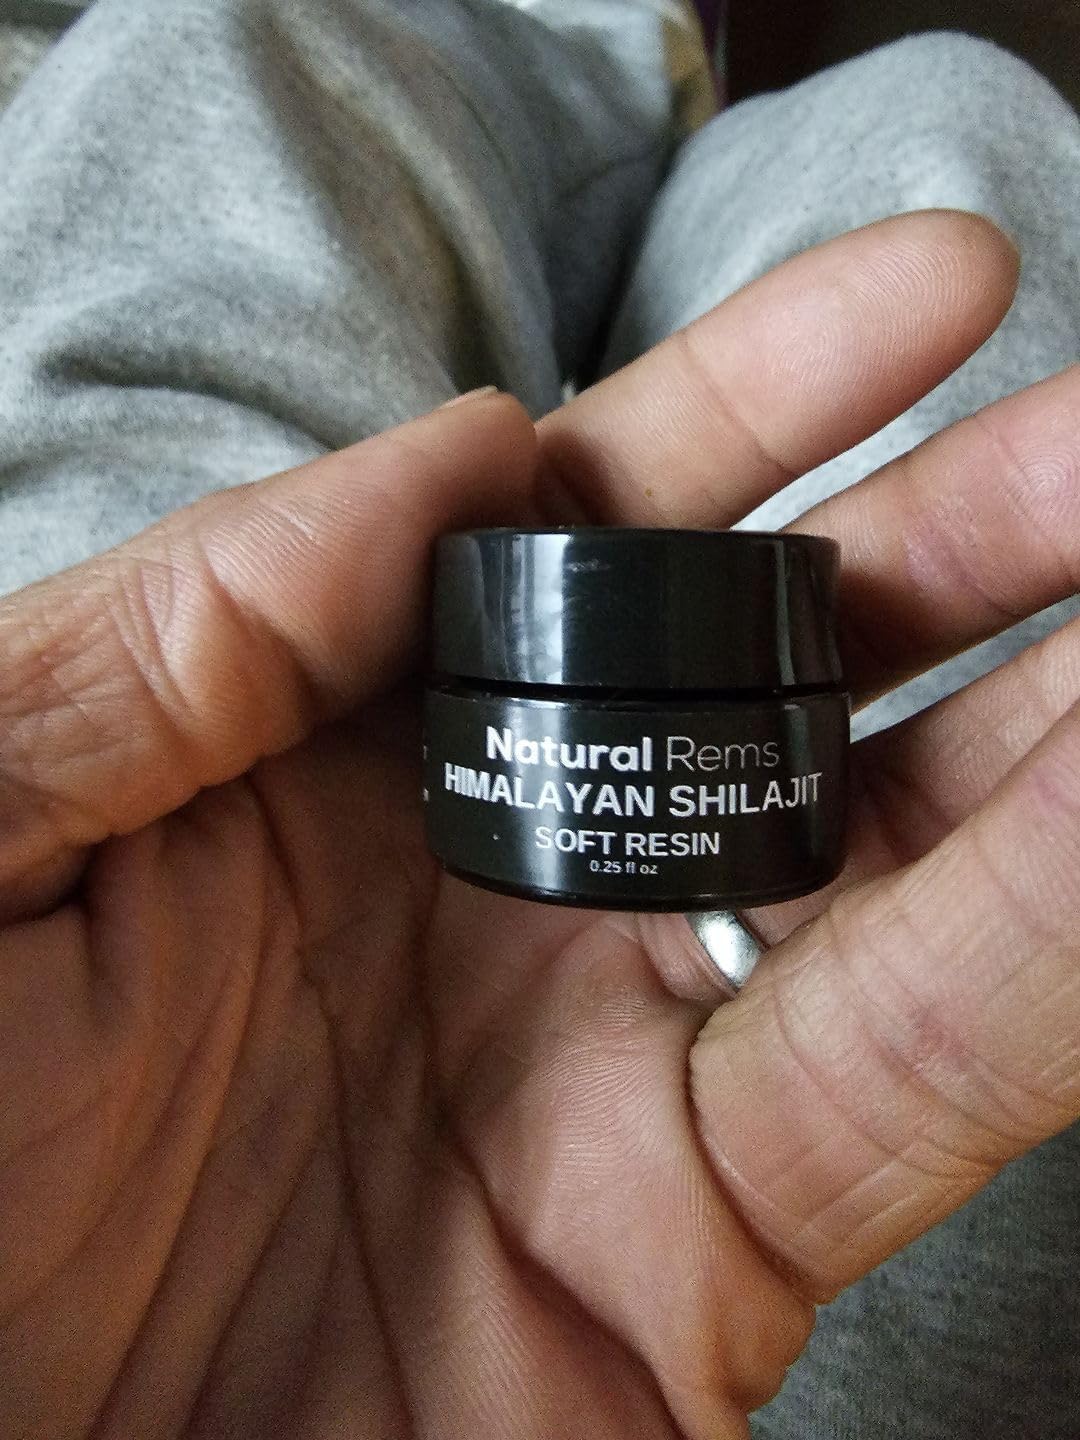 Natural Rems
HIMALAYAN SHILAJIT
SOFT RESIN
0.25 fl oz